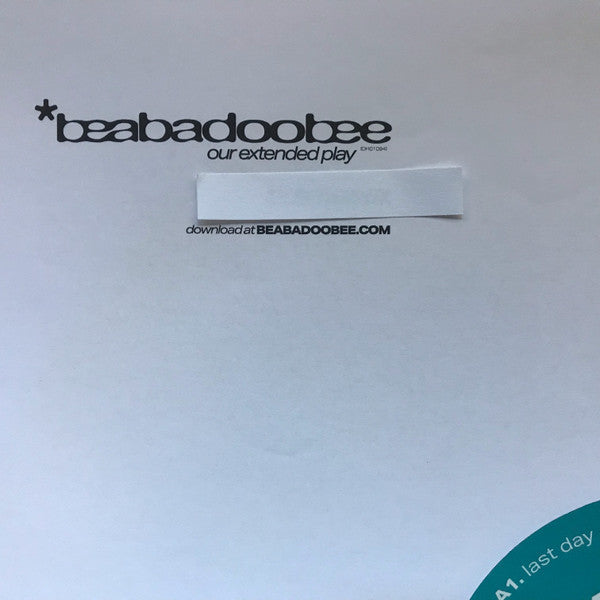 *beabadoobee
our extended play
download at BEABADOOBEE.COM
A1. last day